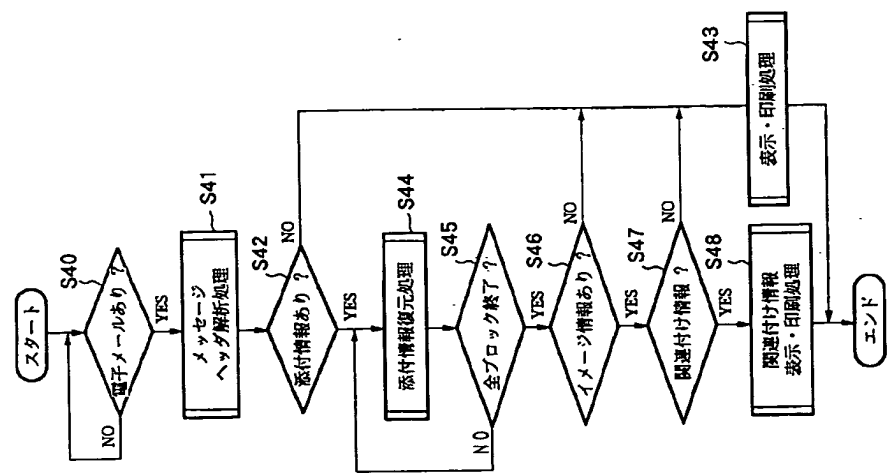 スタート
S40
電子メールあり ?
NO
YES
S41
メッセージ
ヘッダ解析処理
S42
添付情報あり ?
NO
YES
S44
添付情報復元処理
S45
全ブロック終了 ?
NO
YES
S46
イメージ情報あり ?
NO
YES
S47
関連付け情報 ?
NO
YES
S48
関連付け情報
表示・印刷処理
S43
表示・印刷処理
エンド